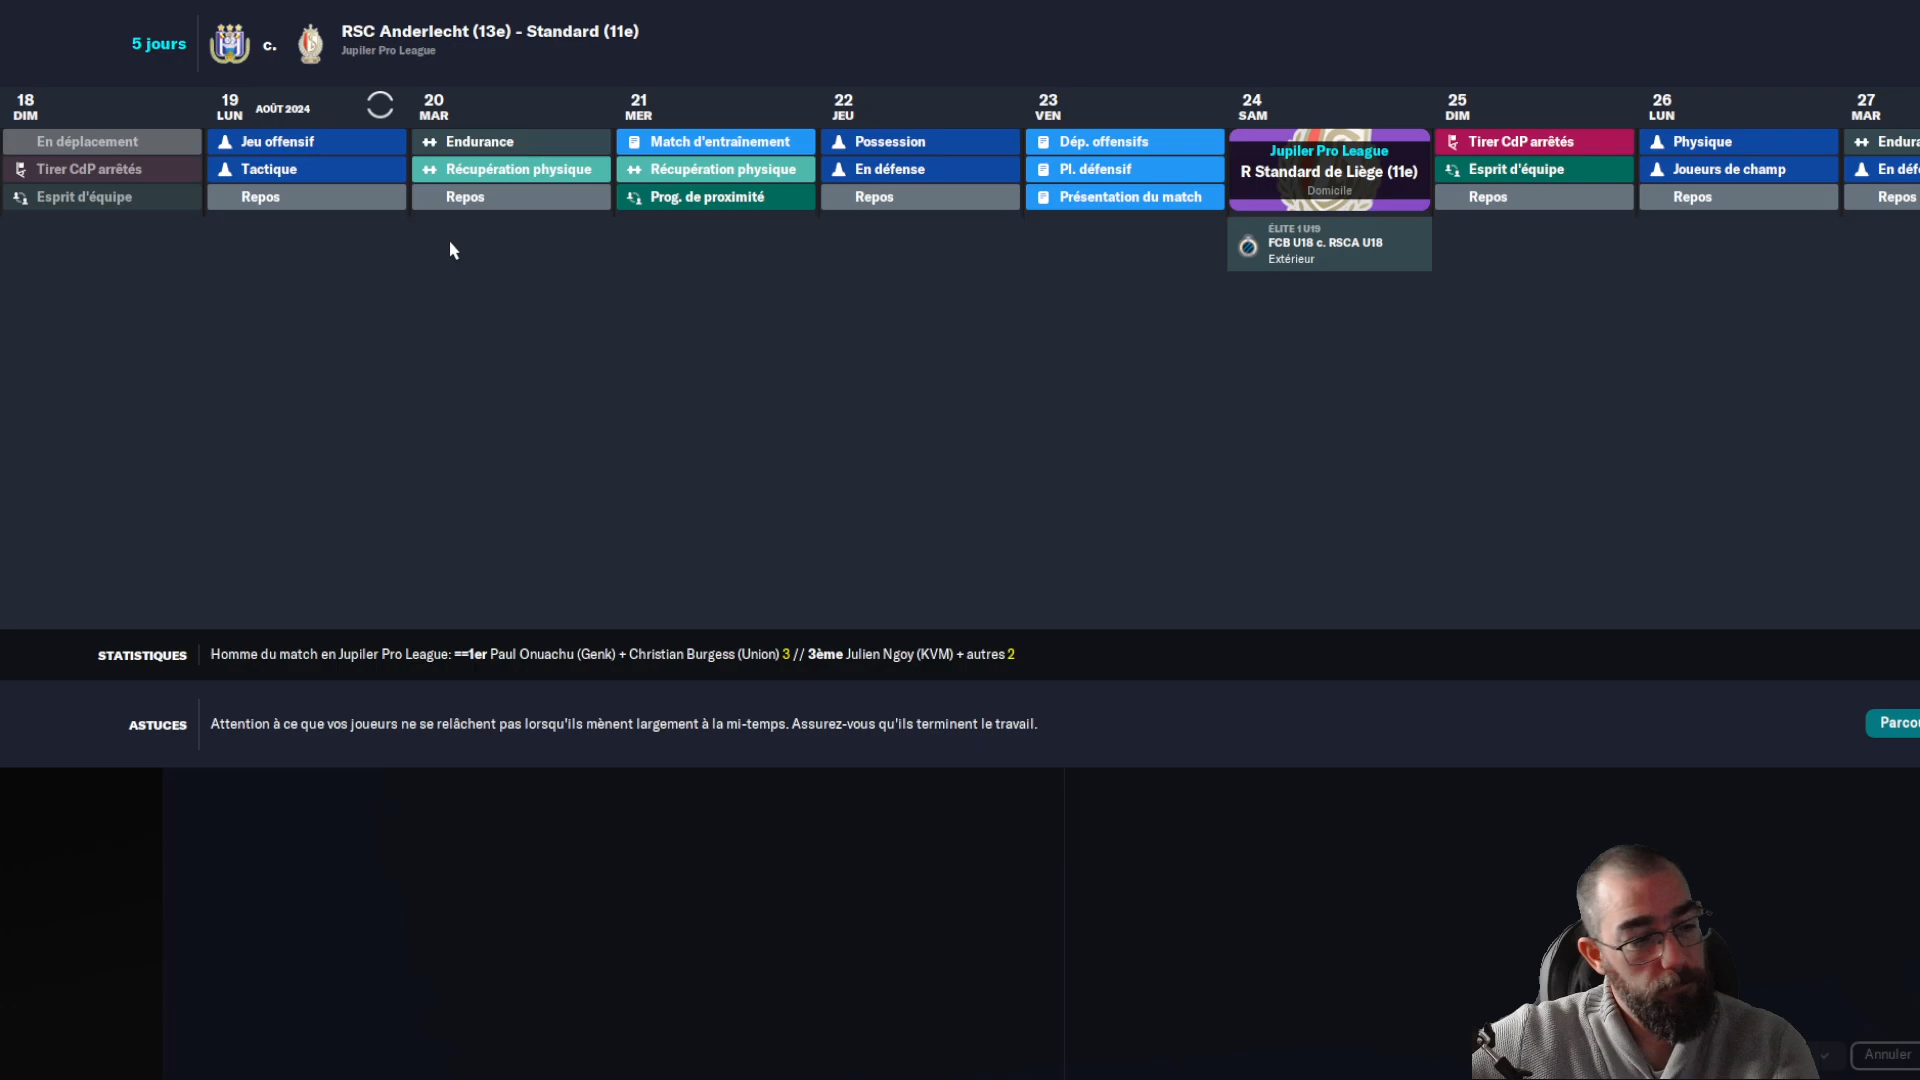 5 jours
c.
RSC Anderlecht (13e) - Standard (11e)
Jupiler Pro League
18
DIM
19
LUN
AOÛT 2024
20
MAR
21
MER
22
JEU
23
VEN
24
SAM
25
DIM
26
LUN
27
MAR
En déplacement
Tirer CdP arrêtés
Esprit d'équipe
Jeu offensif
Tactique
Repos
Endurance
Récupération physique
Repos
Match d'entraînement
Récupération physique
Prog. de proximité
Possession
En défense
Repos
Dép. offensifs
Pl. défensif
Présentation du match
Jupiler Pro League
R Standard de Liège (11e)
Domicile
ÉLITE 1 U19
FCB U18 c. RSCA U18
Extérieur
Tirer CdP arrêtés
Esprit d'équipe
Repos
Physique
Joueurs de champ
Repos
Endura
En défe
Repos
STATISTIQUES
Homme du match en Jupiler Pro League: ==1er Paul Onuachu (Genk) + Christian Burgess (Union) 3 // 3ème Julien Ngoy (KVM) + autres 2
ASTUCES
Attention à ce que vos joueurs ne se relâchent pas lorsqu'ils mènent largement à la mi-temps. Assurez-vous qu'ils terminent le travail.
Parcou
Annuler